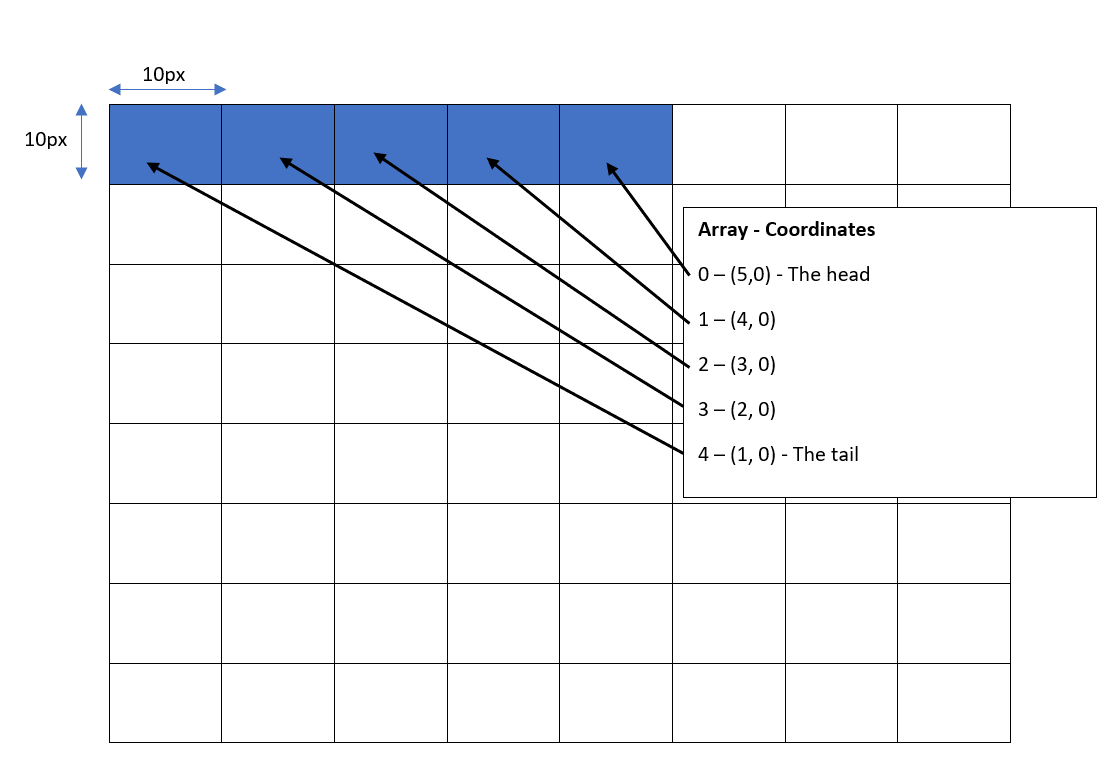 10px
10px
Array - Coordinates
0 – (5,0) - The head
1 – (4, 0)
2 – (3, 0)
3 – (2, 0)
4 – (1, 0) - The tail